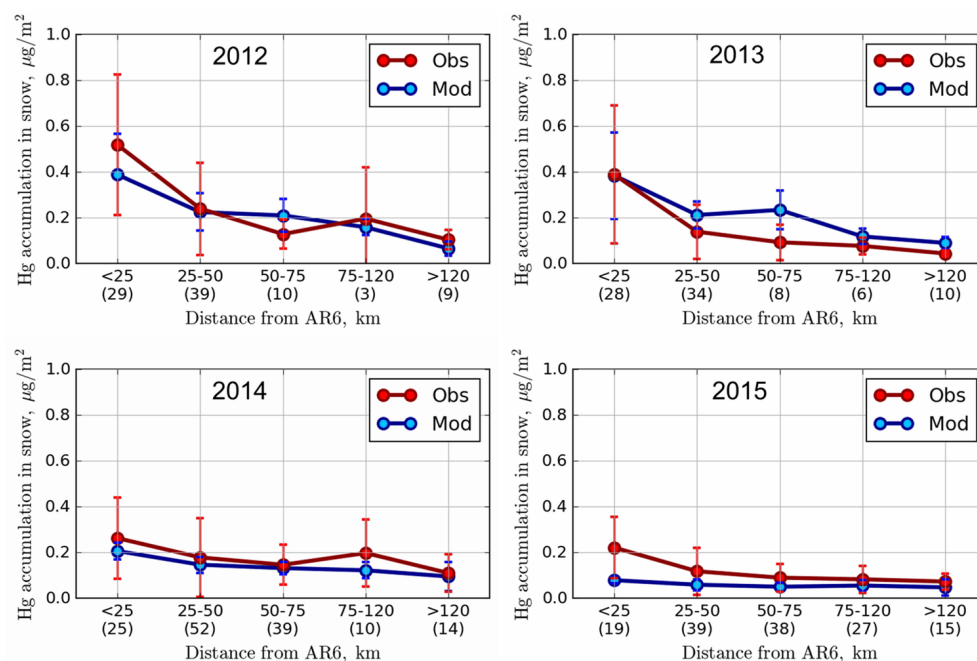 Hg accumulation in snow, μg/m²
1.0
0.8
0.6
0.4
0.2
0.0
2012
Obs
Mod
<25 25-50 50-75 75-120 >120
(29) (39) (10) (3) (9)
Distance from AR6, km
Hg accumulation in snow, μg/m²
1.0
0.8
0.6
0.4
0.2
0.0
2013
Obs
Mod
<25 25-50 50-75 75-120 >120
(28) (34) (8) (6) (10)
Distance from AR6, km
Hg accumulation in snow, μg/m²
1.0
0.8
0.6
0.4
0.2
0.0
2014
Obs
Mod
<25 25-50 50-75 75-120 >120
(25) (52) (39) (10) (14)
Distance from AR6, km
Hg accumulation in snow, μg/m²
1.0
0.8
0.6
0.4
0.2
0.0
2015
Obs
Mod
<25 25-50 50-75 75-120 >120
(19) (39) (38) (27) (15)
Distance from AR6, km